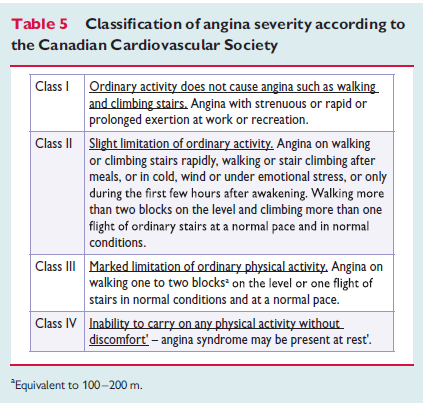 Table 5 Classification of angina severity according to
the Canadian Cardiovascular Society
Class I Ordinary activity does not cause angina such as walking
and climbing stairs. Angina with strenuous or rapid or
prolonged exertion at work or recreation.
Class II Slight limitation of ordinary activity. Angina on walking
or climbing stairs rapidly, walking or stair climbing after
meals, or in cold, wind or under emotional stress, or only
during the first few hours after awakening. Walking more
than two blocks on the level and climbing more than one
flight of ordinary stairs at a normal pace and in normal
conditions.
Class III Marked limitation of ordinary physical activity. Angina on
walking one to two blocksª on the level or one flight of
stairs in normal conditions and at a normal pace.
Class IV Inability to carry on any physical activity without
discomfort' – angina syndrome may be present at rest'.
ªEquivalent to 100–200 m.